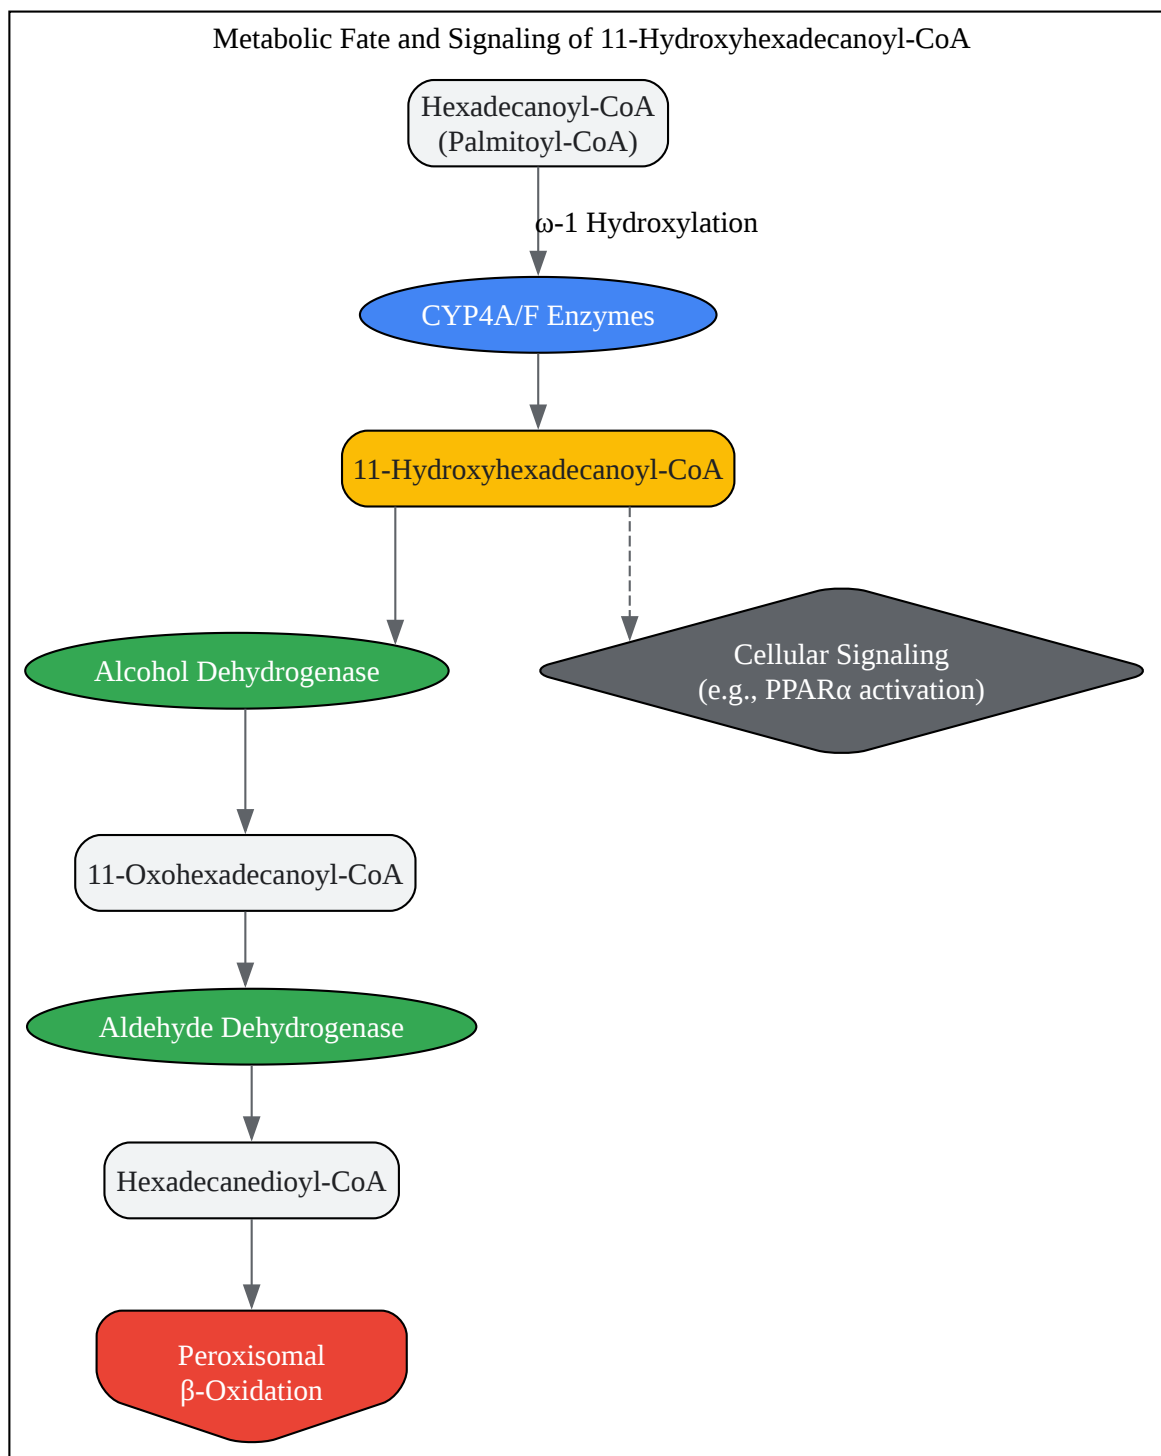 Metabolic Fate and Signaling of 11-Hydroxyhexadecanoyl-CoA
Hexadecanoyl-CoA
(Palmitoyl-CoA)
ω-1 Hydroxylation
CYP4A/F Enzymes
11-Hydroxyhexadecanoyl-CoA
Alcohol Dehydrogenase
Cellular Signaling
(e.g., PPARα activation)
11-Oxohexadecanoyl-CoA
Aldehyde Dehydrogenase
Hexadecanedioyl-CoA
Peroxisomal
β-Oxidation